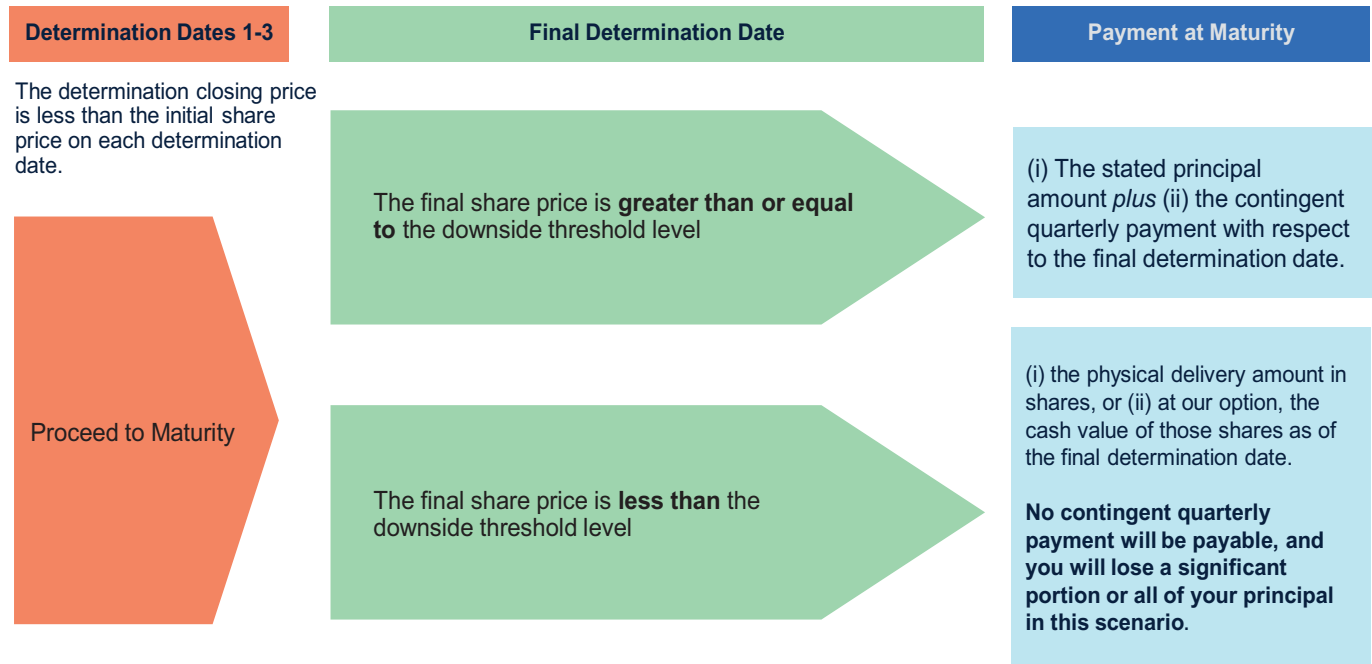 Determination Dates 1-3
Final Determination Date
Payment at Maturity
The determination closing price
is less than the initial share
price on each determination
date.
Proceed to Maturity
The final share price is greater than or equal
to the downside threshold level
(i) The stated principal
amount plus (ii) the contingent
quarterly payment with respect
to the final determination date.
The final share price is less than the
downside threshold level
(i) the physical delivery amount in
shares, or (ii) at our option, the
cash value of those shares as of
the final determination date.
No contingent quarterly
payment will be payable, and
you will lose a significant
portion or all of your principal
in this scenario.